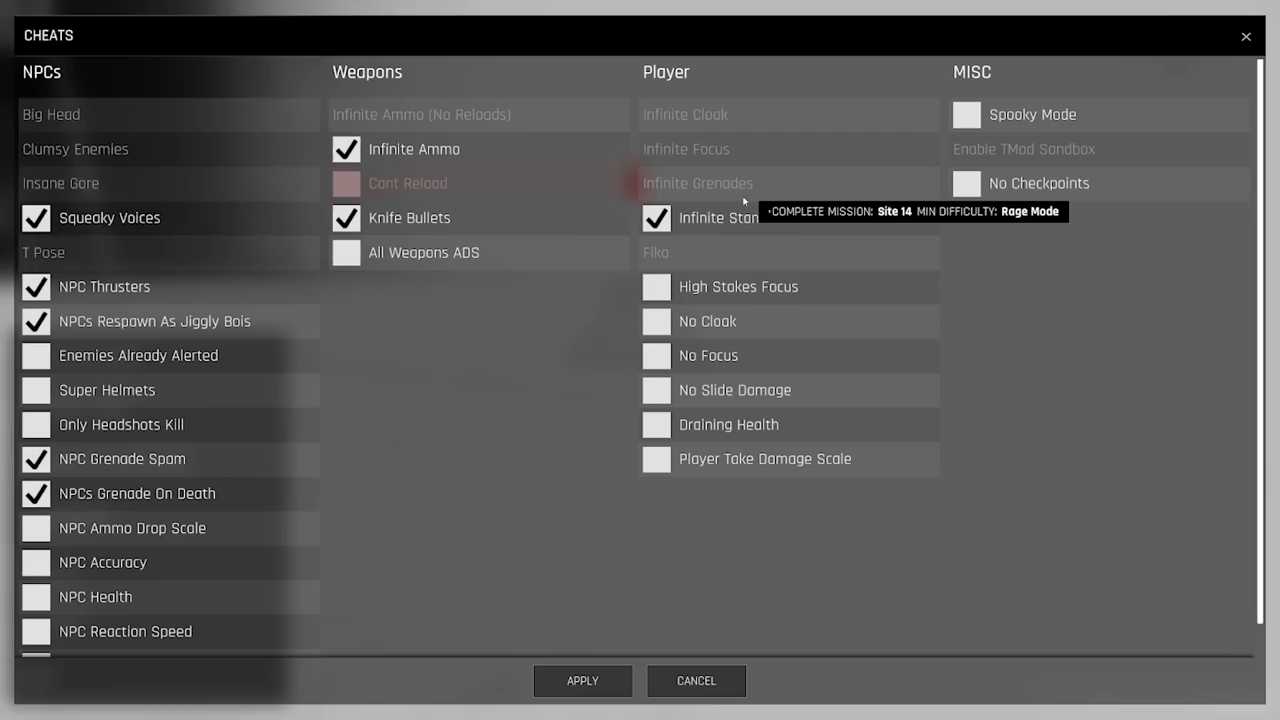 CHEATS
NPCs
Big Head
Clumsy Enemies
Insane Gore
Squeaky Voices
T Pose
NPC Thrusters
NPCs Respawn As Jiggly Bois
Enemies Already Alerted
Super Helmets
Only Headshots Kill
NPC Grenade Spam
NPCs Grenade On Death
NPC Ammo Drop Scale
NPC Accuracy
NPC Health
NPC Reaction Speed
Weapons
Infinite Ammo (No Reloads)
Infinite Ammo
Cant Reload
Knife Bullets
All Weapons ADS
Player
Infinite Cloak
Infinite Focus
Infinite Grenades
Infinite
Fika
High Stakes Focus
No Cloak
No Focus
No Slide Damage
Draining Health
Player Take Damage Scale
MISC
Spooky Mode
Enable TMod Sandbox
No Checkpoints
•COMPLETE MISSION: Site 14 MIN DIFFICULTY: Rage Mode
APPLY
CANCEL